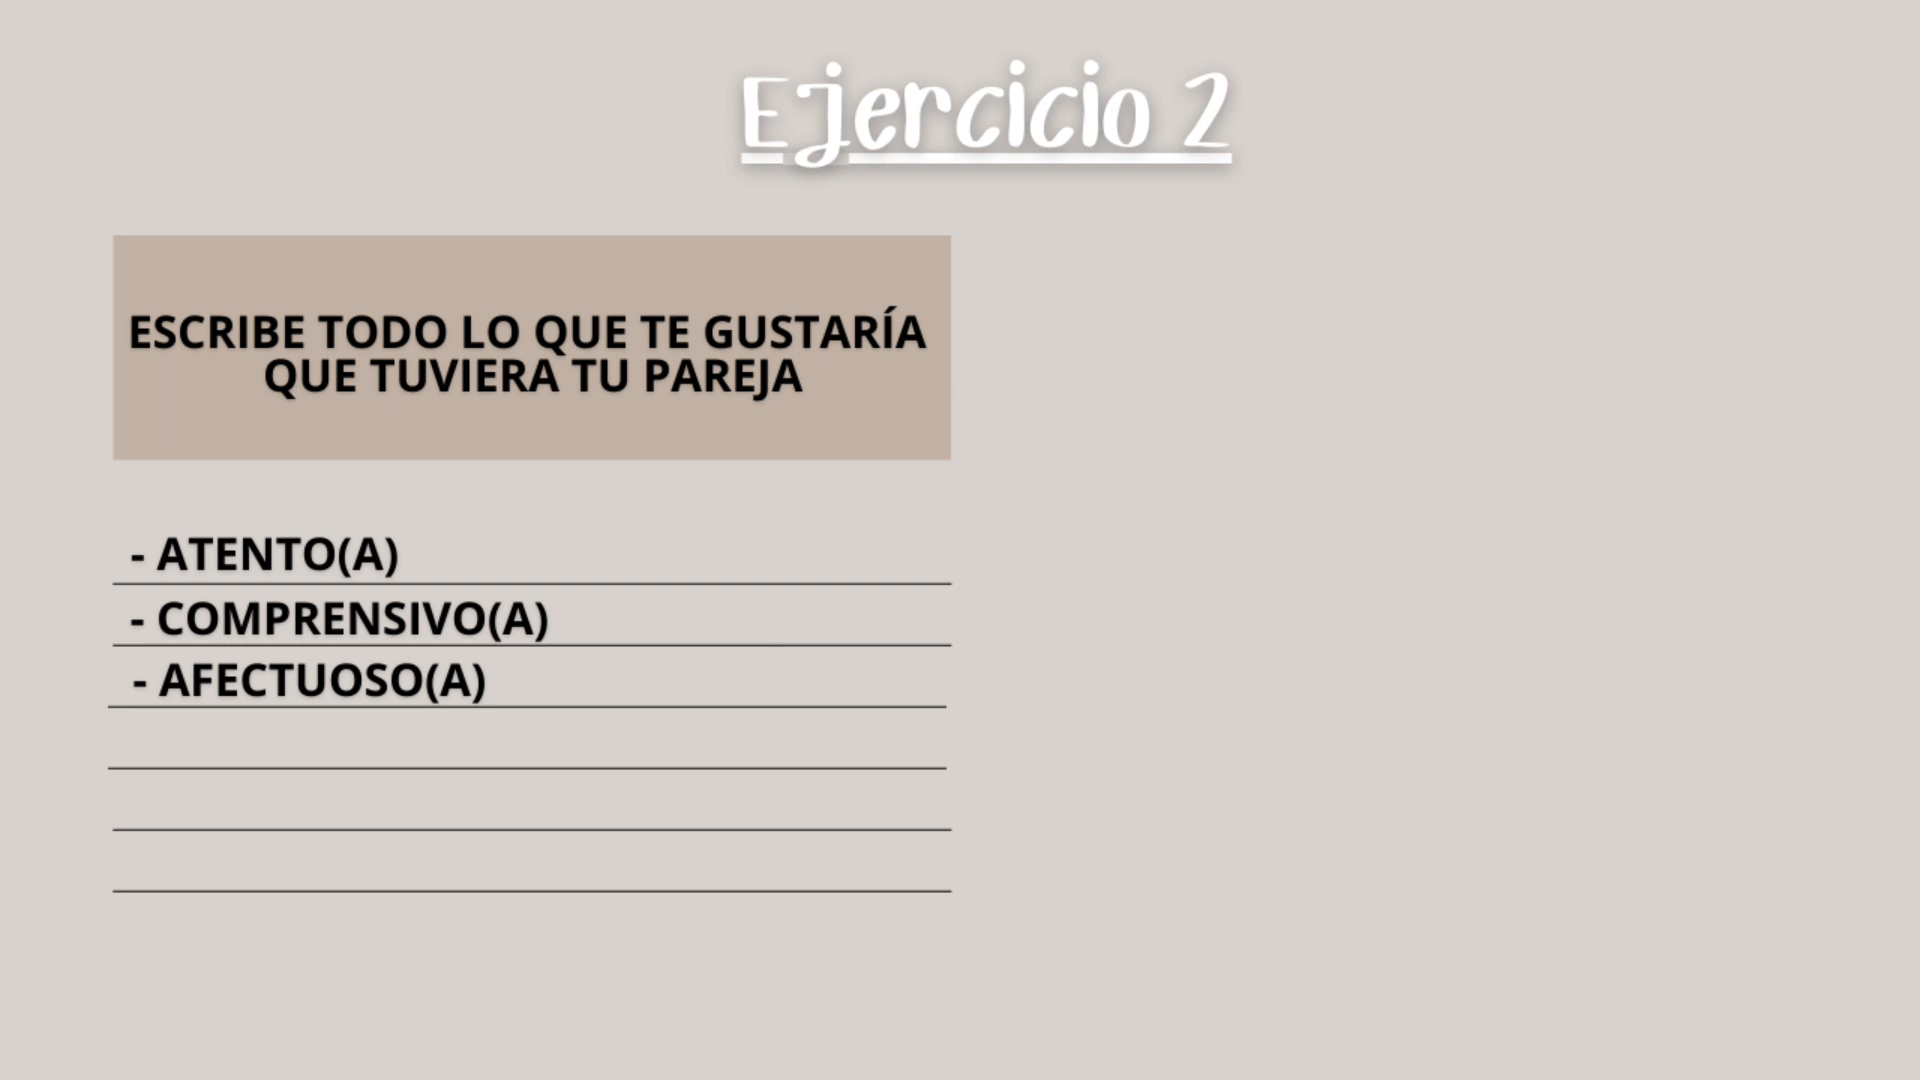 Ejercicio 2
ESCRIBE TODO LO QUE TE GUSTARÍA
QUE TUVIERA TU PAREJA
- ATENTO(A)
- COMPRENSIVO(A)
- AFECTUOSO(A)